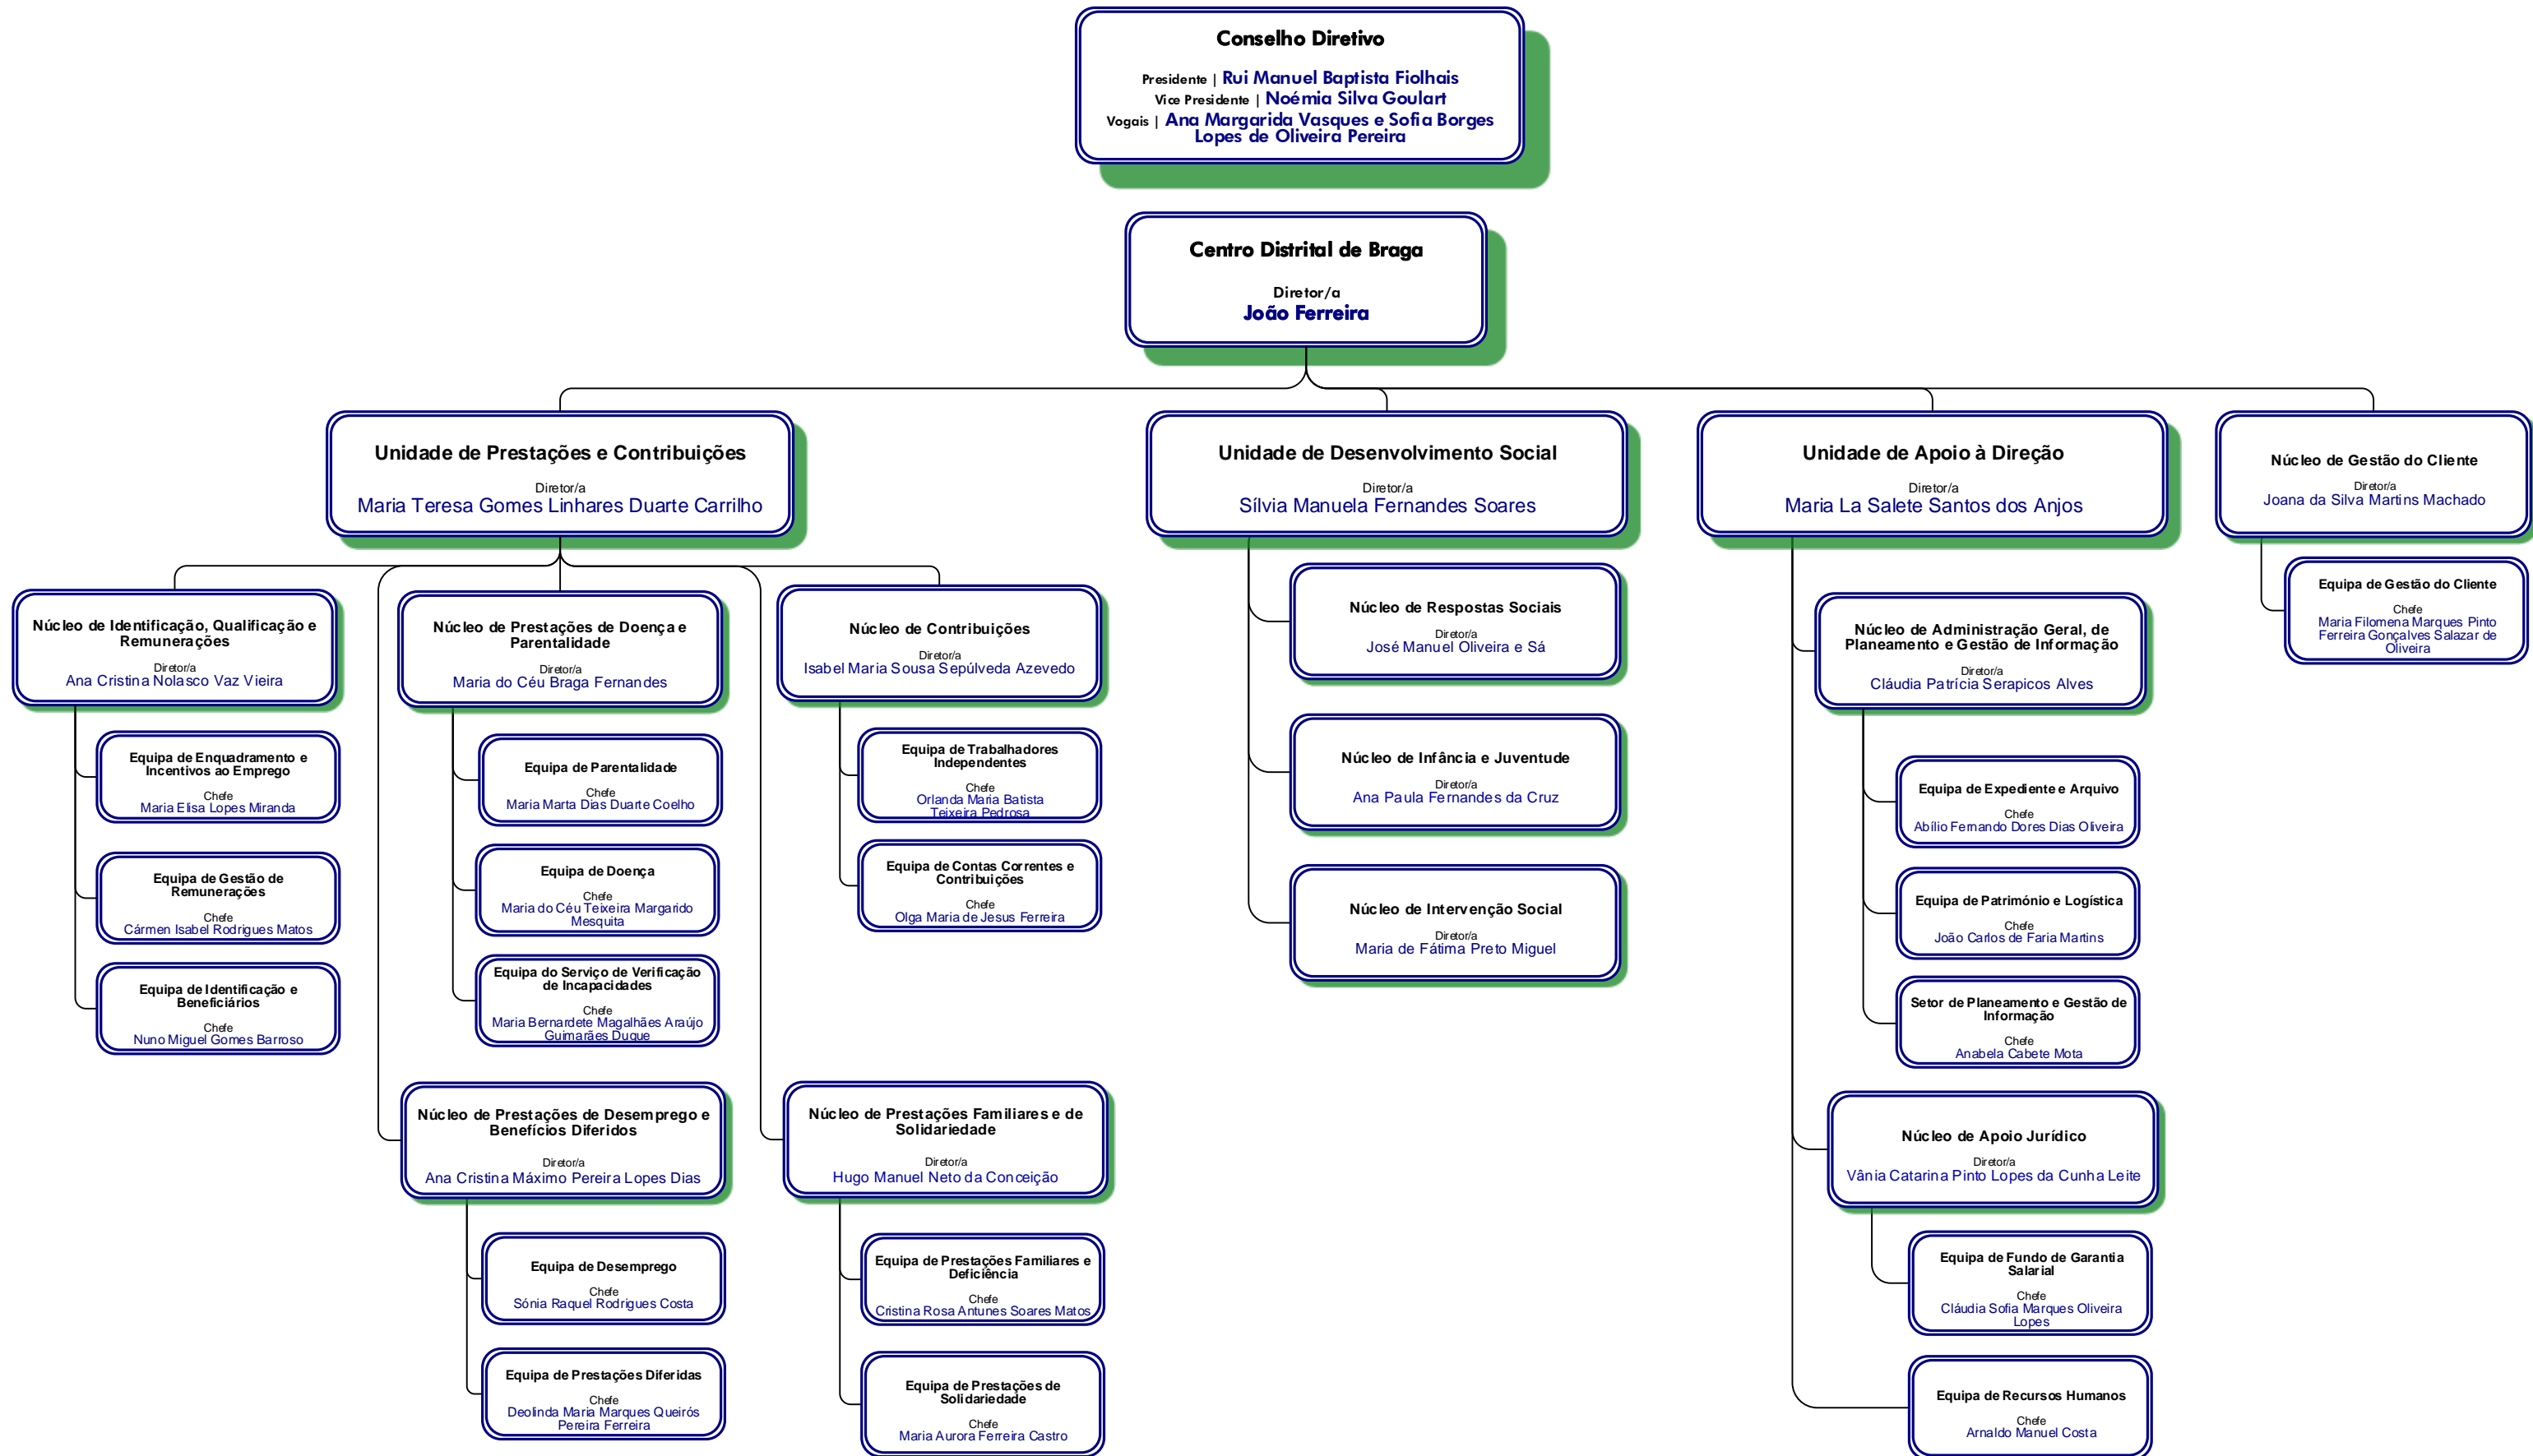 Conselho Diretivo
Presidente | Rui Manuel Baptista Fiolhais
Vice Presidente | Noémia Silva Goulart
Vogais | Ana Margarida Vasques e Sofia Borges
Lopes de Oliveira Pereira
Centro Distrital de Braga
Diretor/a
João Ferreira
Unidade de Prestações e Contribuições
Diretor/a
Maria Teresa Gomes Linhares Duarte Carrilho
Unidade de Desenvolvimento Social
Diretor/a
Sílvia Manuela Fernandes Soares
Unidade de Apoio à Direção
Diretor/a
Maria La Salete Santos dos Anjos
Núcleo de Gestão do Cliente
Diretor/a
Joana da Silva Martins Machado
Equipa de Gestão do Cliente
Chefe
Maria Filomena Marques Pinto
Ferreira Gonçalves Salazar de
Oliveira
Núcleo de Identificação, Qualificação e
Remunerações
Diretor/a
Ana Cristina Nolasco Vaz Vieira
Equipa de Enquadramento e
Incentivos ao Emprego
Chefe
Maria Elisa Lopes Miranda
Equipa de Gestão de
Remunerações
Chefe
Cármen Isabel Rodrigues Matos
Equipa de Identificação e
Beneficiários
Chefe
Nuno Miguel Gomes Barroso
Núcleo de Prestações de Doença e
Parentalidade
Diretor/a
Maria do Céu Braga Fernandes
Equipa de Parentalidade
Chefe
Maria Marta Dias Duarte Coelho
Equipa de Doença
Chefe
Maria do Céu Teixeira Margarido
Mesquita
Equipa do Serviço de Verificação
de Incapacidades
Chefe
Maria Bernardete Magalhães Araújo
Guimarães Duque
Núcleo de Contribuições
Diretor/a
Isabel Maria Sousa Sepúlveda Azevedo
Equipa de Trabalhadores
Independentes
Chefe
Orlanda Maria Batista
Teixeira Pedrosa
Equipa de Contas Correntes e
Contribuições
Chefe
Olga Maria de Jesus Ferreira
Núcleo de Prestações de Desemprego e
Benefícios Diferidos
Diretor/a
Ana Cristina Máximo Pereira Lopes Dias
Equipa de Desemprego
Chefe
Sónia Raquel Rodrigues Costa
Equipa de Prestações Diferidas
Chefe
Deolinda Maria Marques Queirós
Pereira Ferreira
Núcleo de Prestações Familiares e de
Solidariedade
Diretor/a
Hugo Manuel Neto da Conceição
Equipa de Prestações Familiares e
Deficiência
Chefe
Cristina Rosa Antunes Soares Matos
Equipa de Prestações de
Solidariedade
Chefe
Maria Aurora Ferreira Castro
Núcleo de Respostas Sociais
Diretor/a
José Manuel Oliveira e Sá
Núcleo de Infância e Juventude
Diretor/a
Ana Paula Fernandes da Cruz
Núcleo de Intervenção Social
Diretor/a
Maria de Fátima Preto Miguel
Núcleo de Administração Geral, de
Planeamento e Gestão de Informação
Diretor/a
Cláudia Patrícia Serapicos Alves
Equipa de Expediente e Arquivo
Chefe
Abílio Fernando Dores Dias Oliveira
Equipa de Património e Logística
Chefe
João Carlos de Faria Martins
Setor de Planeamento e Gestão de
Informação
Chefe
Anabela Cabete Mota
Núcleo de Apoio Jurídico
Diretor/a
Vânia Catarina Pinto Lopes da Cunha Leite
Equipa de Fundo de Garantia
Salarial
Chefe
Cláudia Sofia Marques Oliveira
Lopes
Equipa de Recursos Humanos
Chefe
Arnaldo Manuel Costa